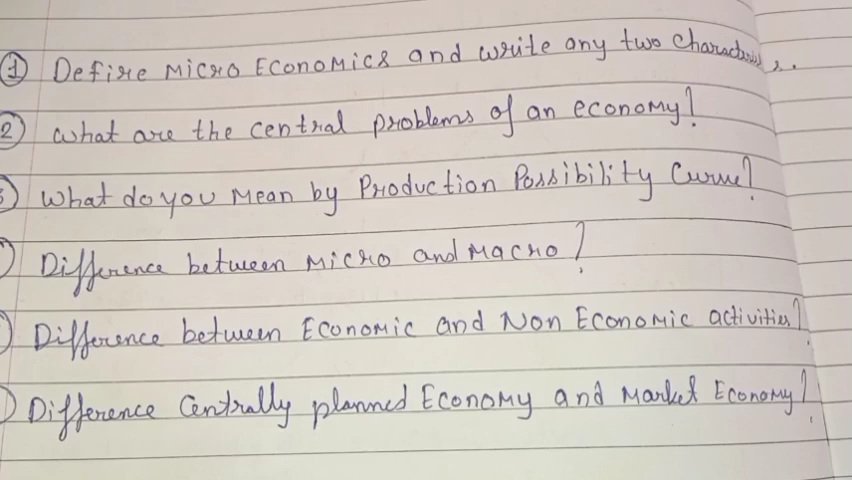 ① Define Micro Economics and write any two
② What are the central problems of an economy?
What do you Mean by Production Possibility Curve?
Difference between Micro and Macro?
Difference between Economic and Non Economic activities?
Difference Centrally planned Economy and Market Economy?